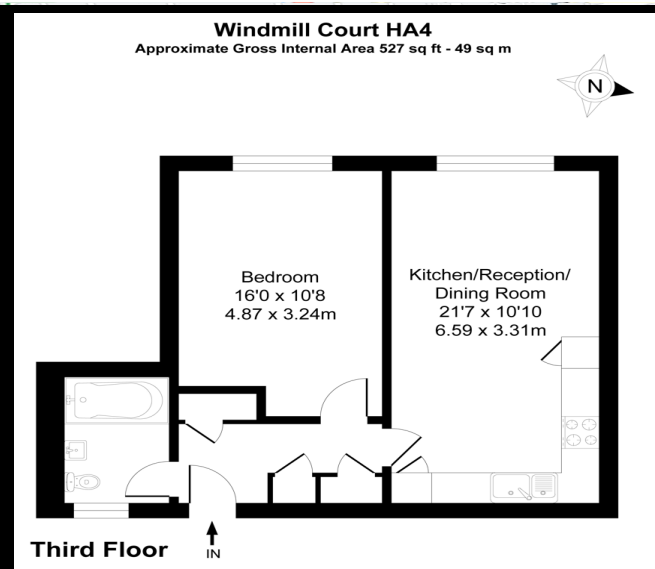 Windmill Court HA4
Approximate Gross Internal Area 527 sq ft - 49 sq m
N
Bedroom
16'0 x 10'8
4.87 x 3.24m
Kitchen/Reception/
Dining Room
21'7 x 10'10
6.59 x 3.31m
Third Floor
IN